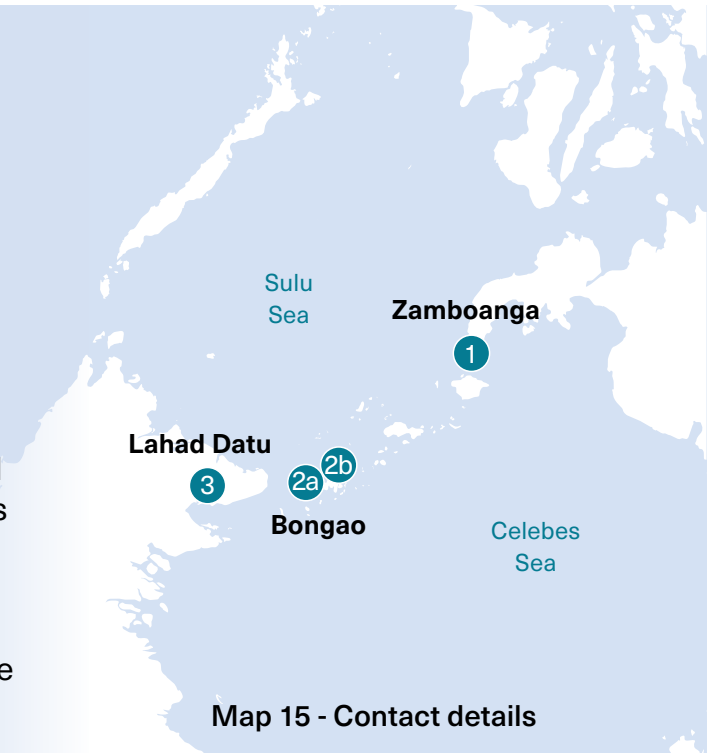 Sulu
Sea
Zamboanga
1
Lahad Datu
2b
2a
3
s
Bongao
Celebes
Sea
e
Map 15 - Contact details